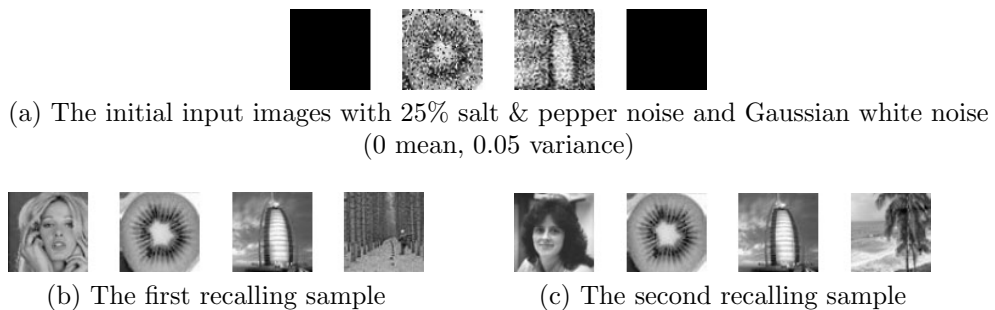 (a) The initial input images with 25% salt & pepper noise and Gaussian white noise
(0 mean, 0.05 variance)
(b) The first recalling sample
(c) The second recalling sample